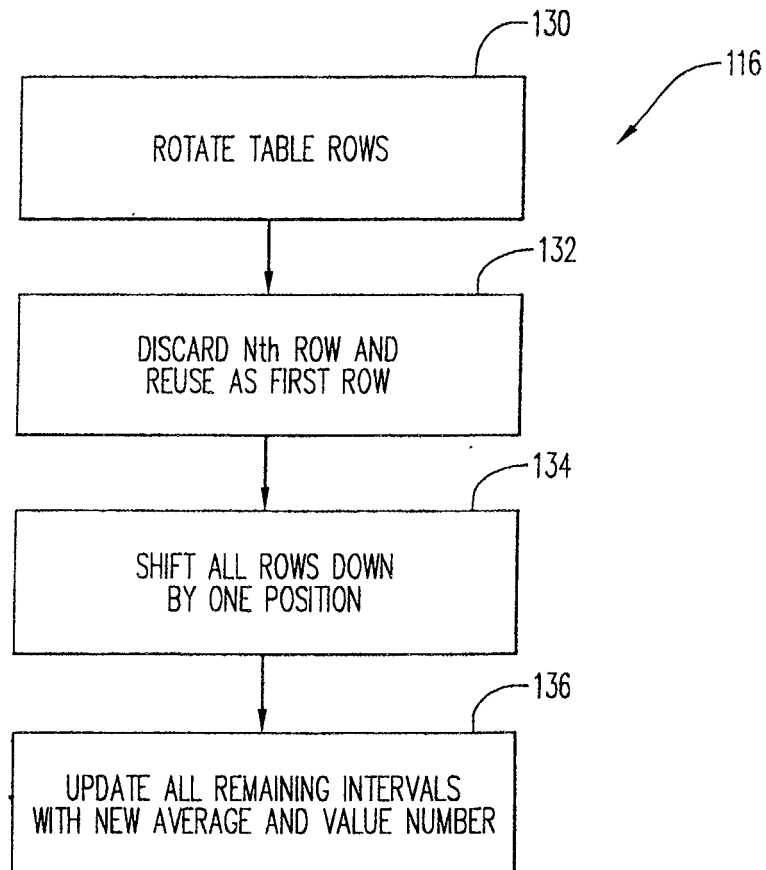 130
116
ROTATE TABLE ROWS
132
DISCARD Nth ROW AND
REUSE AS FIRST ROW
134
SHIFT ALL ROWS DOWN
BY ONE POSITION
136
UPDATE ALL REMAINING INTERVALS
WITH NEW AVERAGE AND VALUE NUMBER